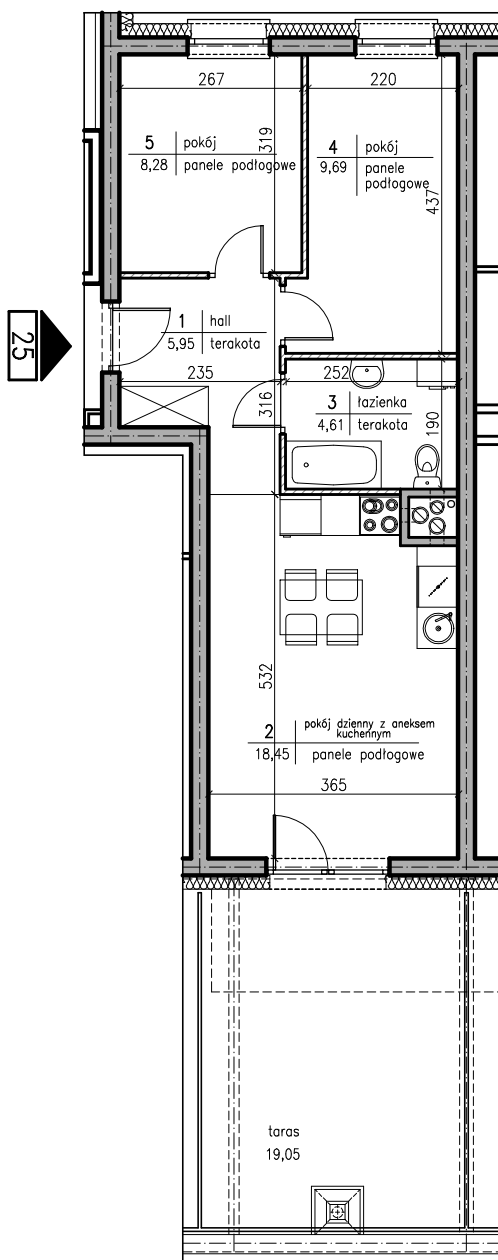 267
220
5 pokój
8,28 panele podłogowe
319
4 pokój
9,69 panele
podłogowe
437
25
1 hall
5,95 terakota
235
252
316
3 łazienka
4,61 terakota
190
532
2 pokój dzienny z aneksem
kuchennym
18,45 panele podłogowe
365
taras
19,05